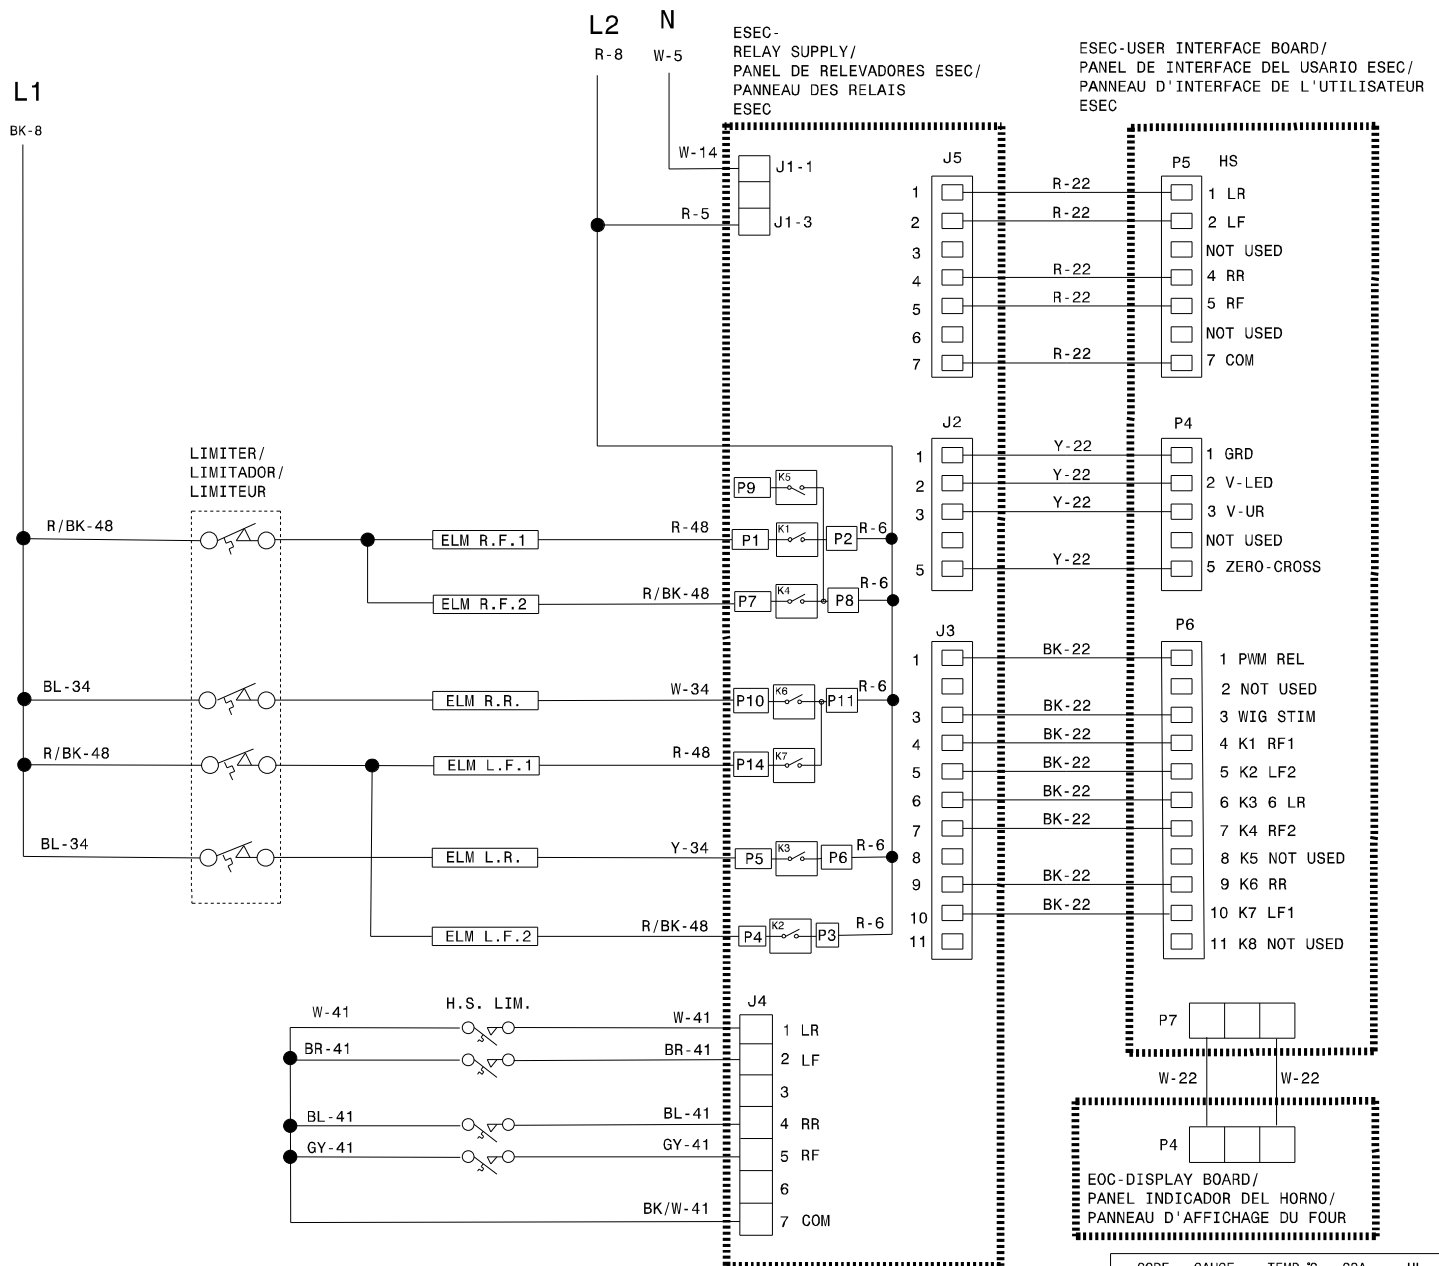 L1
BK-8
L2
R-8
N
W-5
ESEC-
RELAY SUPPLY/
PANEL DE RELEVADORES ESEC/
PANNEAU DES RELAIS
ESEC
ESEC-USER INTERFACE BOARD/
PANEL DE INTERFACE DEL USARIO ESEC/
PANNEAU D'INTERFACE DE L'UTILISATEUR
ESEC
W-14
J1-1
R-5
J1-3
J5
1
2
3
4
5
6
7
R-22
R-22
R-22
R-22
R-22
P5
HS
1 LR
2 LF
NOT USED
4 RR
5 RF
NOT USED
7 COM
J2
1
2
3
5
Y-22
Y-22
Y-22
Y-22
P4
1 GRD
2 V-LED
3 V-UR
NOT USED
5 ZERO-CROSS
LIMITER/
LIMITADOR/
LIMITEUR
P9
K5
R/BK-48
ELM R.F.1
R-48
P1
K1
P2
R-6
ELM R.F.2
R/BK-48
P7
K4
P8
R-6
BL-34
ELM R.R.
W-34
P10
K6
P11
R-6
R/BK-48
ELM L.F.1
R-48
P14
K7
BL-34
ELM L.R.
Y-34
P5
K3
P6
R-6
ELM L.F.2
R/BK-48
P4
K2
P3
R-6
J3
1
3
4
5
6
7
8
9
10
11
BK-22
BK-22
BK-22
BK-22
BK-22
BK-22
BK-22
BK-22
P6
1 PWM REL
2 NOT USED
3 WIG STIM
4 K1 RF1
5 K2 LF2
6 K3 6 LR
7 K4 RF2
8 K5 NOT USED
9 K6 RR
10 K7 LF1
11 K8 NOT USED
H.S. LIM.
J4
W-41
W-41
1 LR
BR-41
BR-41
2 LF
3
BL-41
BL-41
4 RR
GY-41
GY-41
5 RF
6
BK/W-41
7 COM
P7
W-22
W-22
P4
EOC-DISPLAY BOARD/
PANEL INDICADOR DEL HORNO/
PANNEAU D'AFFICHAGE DU FOUR